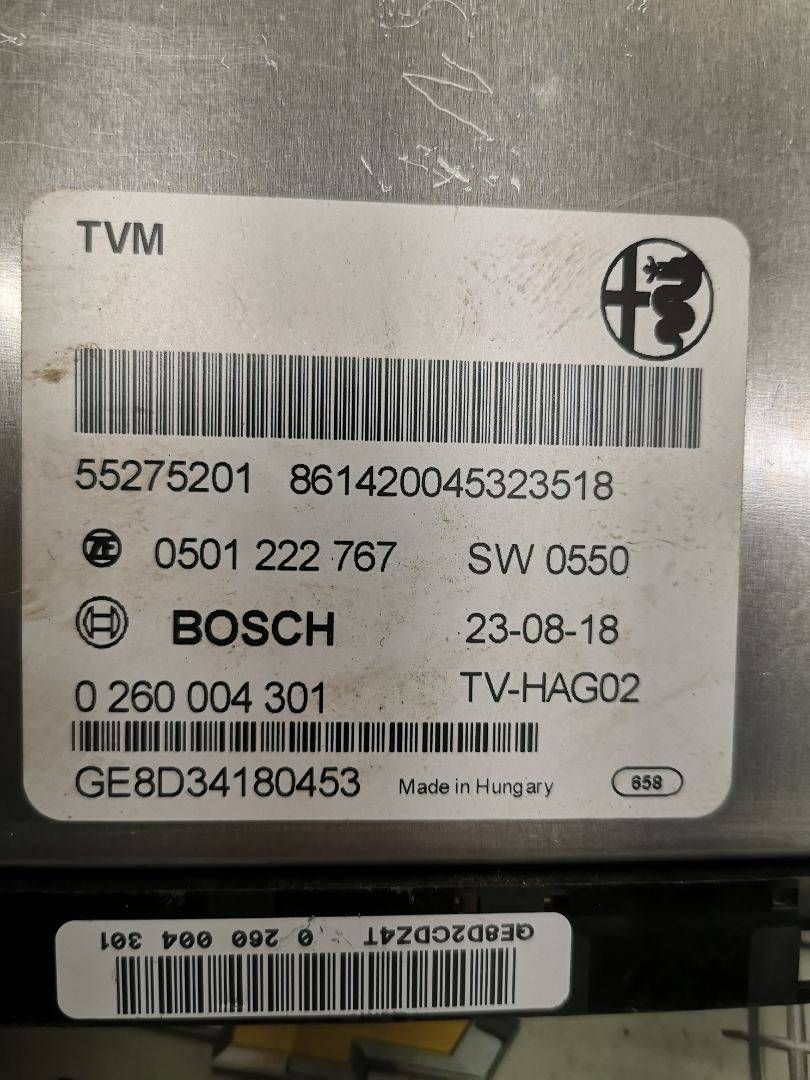 TVM
55275201 861420045323518
ZF 0501 222 767 SW 0550
BOSCH 23-08-18
0 260 004 301 TV-HAG02
GE8D34180453 Made in Hungary 658
GE8D2CDZ4T 0 260 004 301